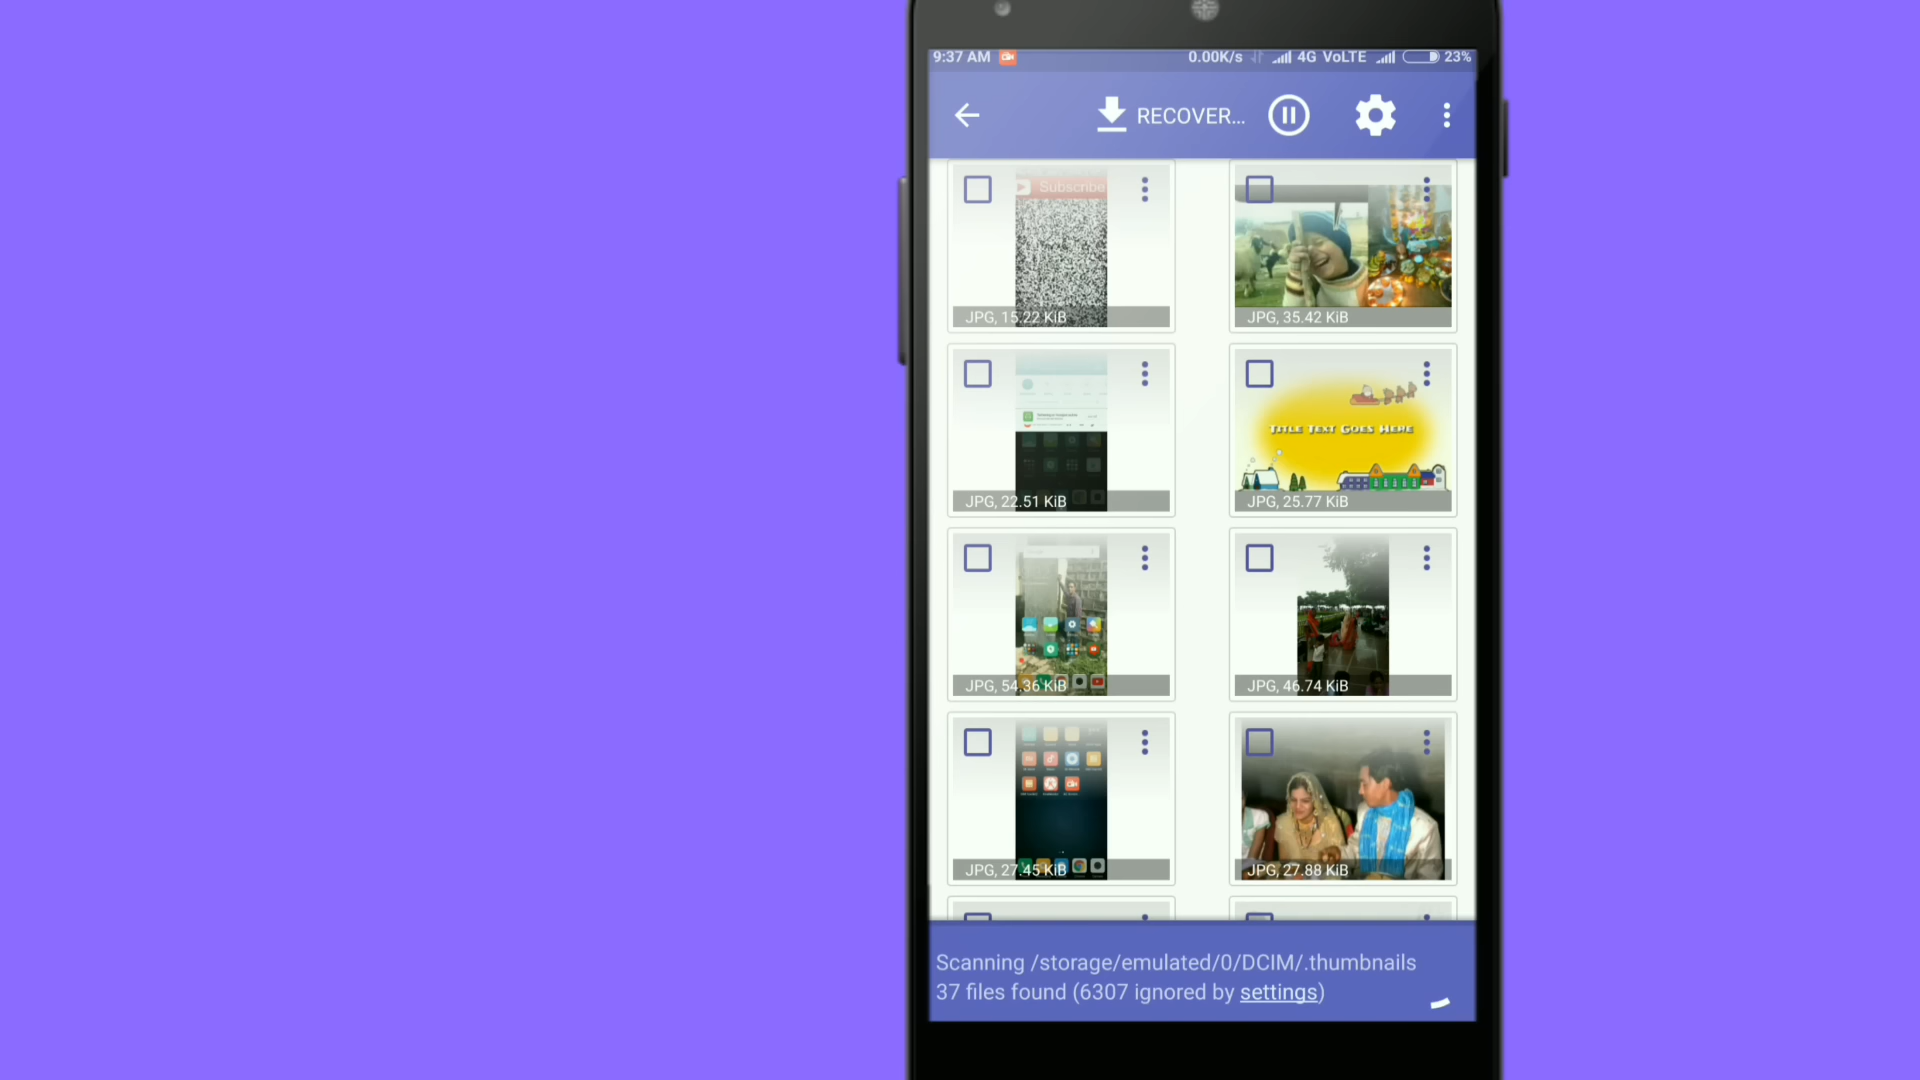 9:37 AM 0.00K/s 4G VoLTE 23%
RECOVER...
Subscribe
JPG, 15.22 KiB
JPG, 35.42 KiB
JPG, 22.51 KiB
TITLE TEXT GOES HERE
JPG, 25.77 KiB
JPG, 54.36 KiB
JPG, 46.74 KiB
JPG, 27.45 KiB
JPG, 27.88 KiB
Scanning /storage/emulated/0/DCIM/.thumbnails
37 files found (6307 ignored by settings)